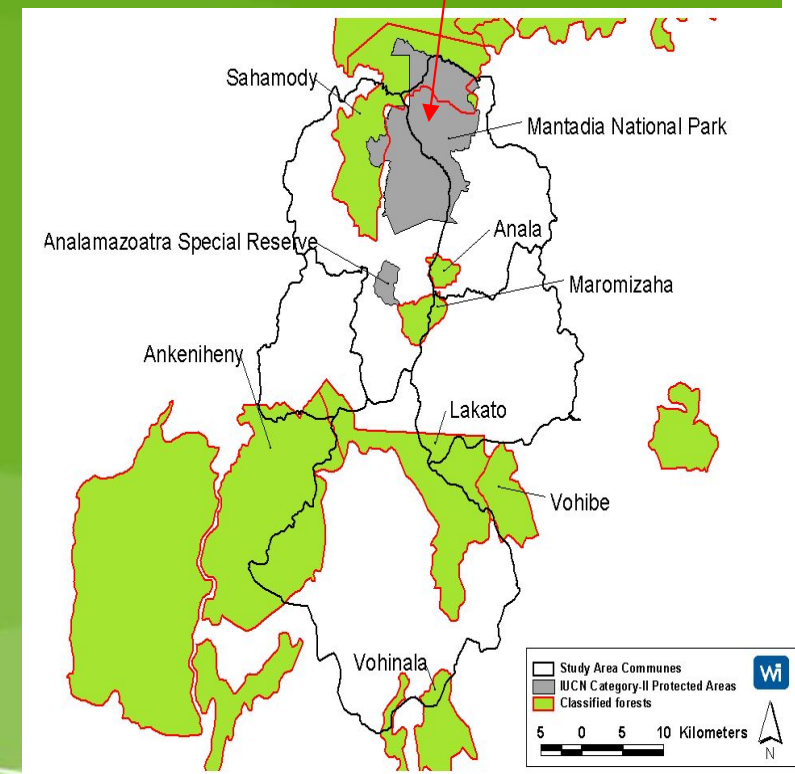 Sahamody
Mantadia National Park
Analamazoatra Special Reserve
Anala
Maromizaha
Ankeniheny
Lakato
Vohibe
Vohinala
Study Area Communes
IUCN Category-II Protected Areas
Classified forests
5 0 5 10 Kilometers
Wi
N